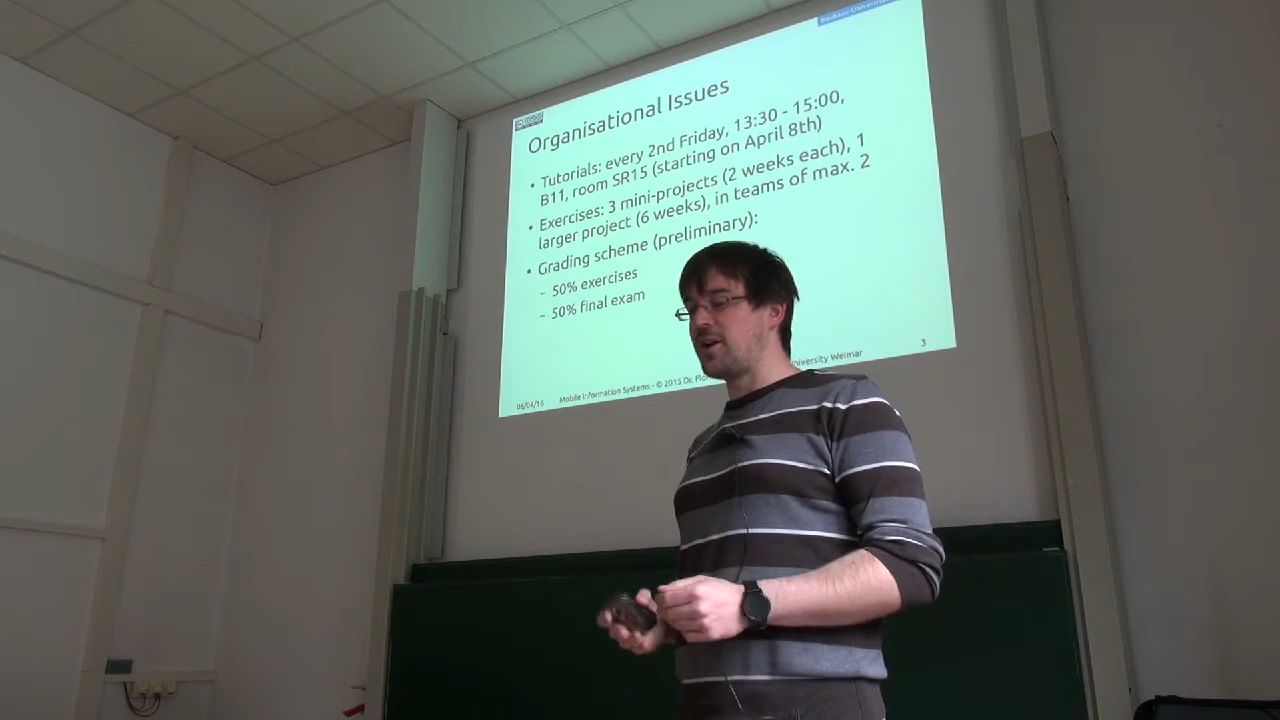 Bauhaus-Universität
Organisational Issues
• Tutorials: every 2nd Friday, 13:30 - 15:00,
B11, room SR15 (starting on April 8th)
• Exercises: 3 mini-projects (2 weeks each), 1
larger project (6 weeks), in teams of max. 2
• Grading scheme (preliminary):
– 50% exercises
– 50% final exam
06/04/16
Mobile Information Systems - © 2015 Dr. University Weimar
3